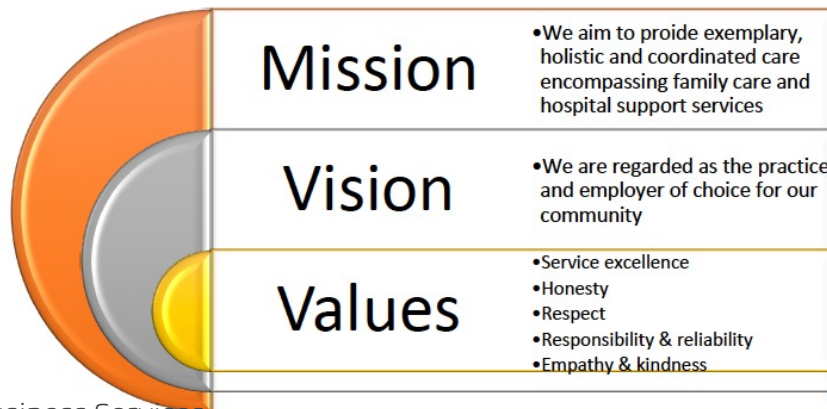 Mission
•We aim to proide exemplary,
holistic and coordinated care
encompassing family care and
hospital support services
Vision
•We are regarded as the practice
and employer of choice for our
community
Values
•Service excellence
•Honesty
•Respect
•Responsibility & reliability
•Empathy & kindness
Services